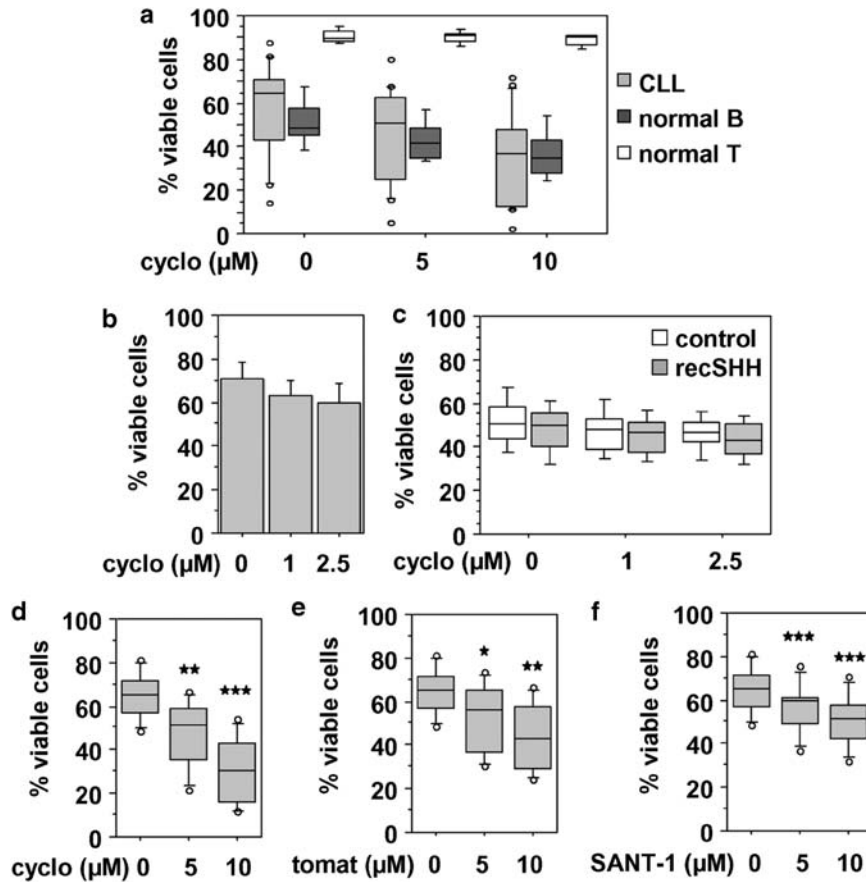 a
% viable cells
100
80
60
40
20
0
cyclo (µM) 0 5 10
CLL
normal B
normal T
b
% viable cells
100
80
60
40
20
0
cyclo (µM) 0 1 2.5
c
% viable cells
100
80
60
40
20
0
control
recSHH
cyclo (µM) 0 1 2.5
d
% viable cells
100
80
60
40
20
0
★★
★★★
cyclo (µM) 0 5 10
e
% viable cells
100
80
60
40
20
0
★
★★
tomat (µM) 0 5 10
f
% viable cells
100
80
60
40
20
0
★★★
★★★
SANT-1 (µM) 0 5 10